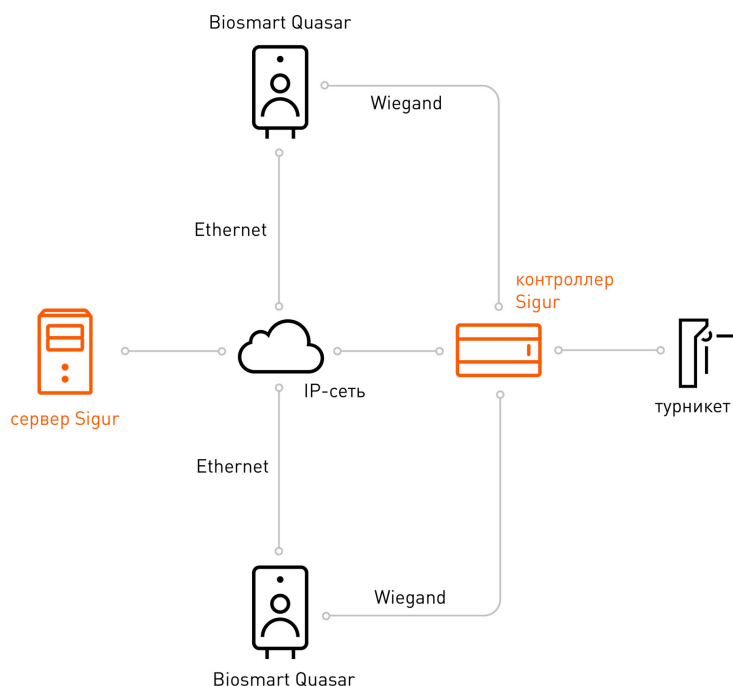 Biosmart Quasar
Wiegand
Ethernet
контроллер
Sigur
IP-сеть
турникет
сервер Sigur
Ethernet
Wiegand
Biosmart Quasar